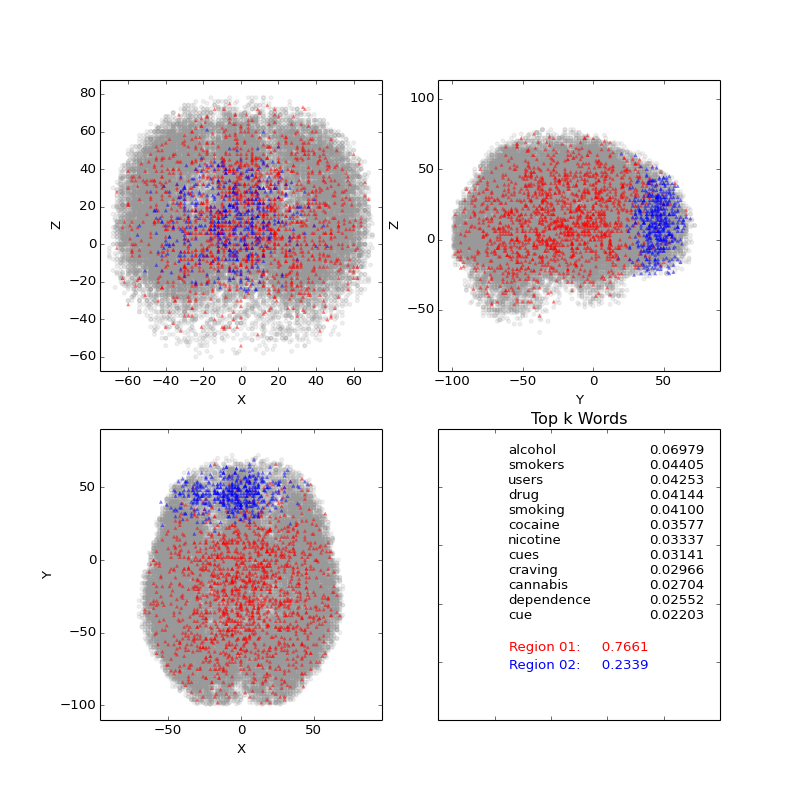 80
60
40
20
0
−20
−40
−60
Z
−60 −40 −20 0 20 40 60
X
100
50
0
−50
Z
−100 −50 0 50
Y
50
0
−50
−100
Y
−50 0 50
X
Top k Words
alcohol 0.06979
smokers 0.04405
users 0.04253
drug 0.04144
smoking 0.04100
cocaine 0.03577
nicotine 0.03337
cues 0.03141
craving 0.02966
cannabis 0.02704
dependence 0.02552
cue 0.02203
Region 01: 0.7661
Region 02: 0.2339